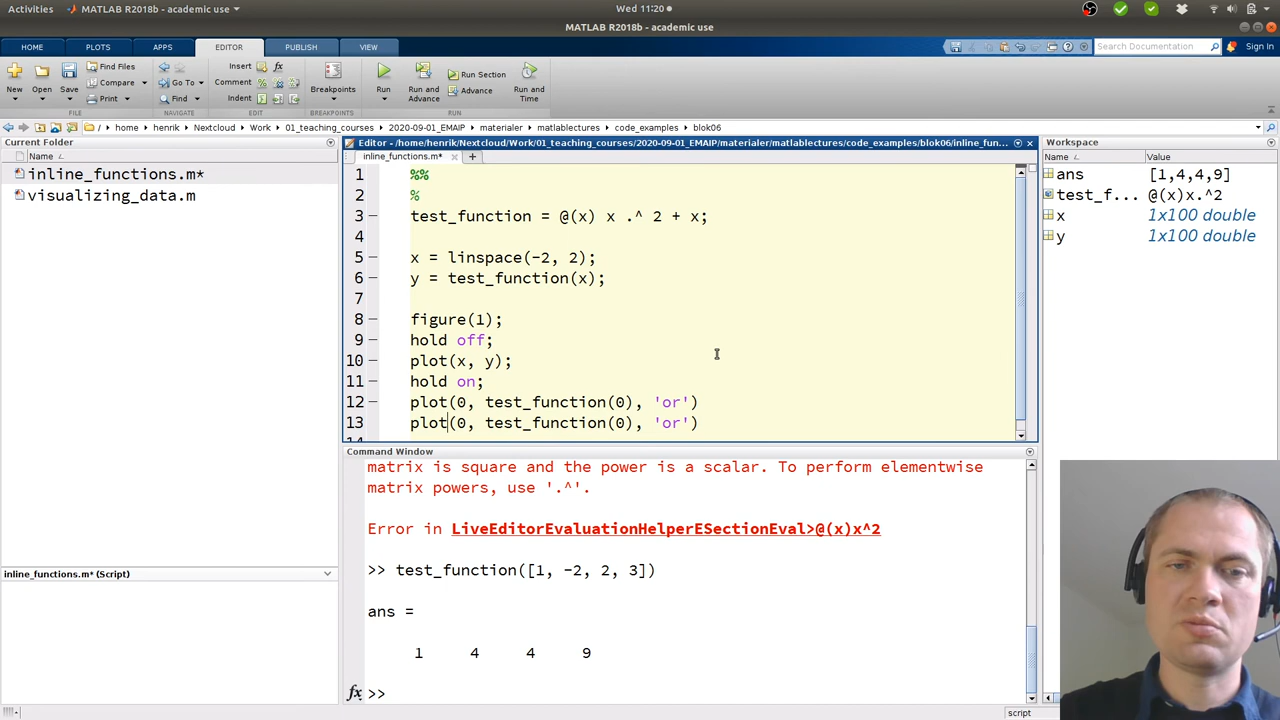 Activities MATLAB R2018b - academic use Wed 11:20
MATLAB R2018b - academic use
HOME PLOTS APPS EDITOR PUBLISH VIEW Search Documentation Sign In
New Open Save Find Files Compare Print Go To Find Insert Comment Indent fx Breakpoints Run Run and Advance Run Section Advance Run and Time
FILE NAVIGATE EDIT BREAKPOINTS RUN
/ home henrik Nextcloud Work 01_teaching_courses 2020-09-01_EMAIP materialer matlablectures code_examples blok06
Current Folder
Name
inline_functions.m*
visualizing_data.m
inline_functions.m* (Script)
Editor - /home/henrik/Nextcloud/Work/01_teaching_courses/2020-09-01_EMAIP/materialer/matlablectures/code_examples/blok06/inline_fun...
inline_functions.m* +
1 %%
2 %
3 test_function = @(x) x .^ 2 + x;
4
5 x = linspace(-2, 2);
6 y = test_function(x);
7
8 figure(1);
9 hold off;
10 plot(x, y);
11 hold on;
12 plot(0, test_function(0), 'or')
13 plot(0, test_function(0), 'or')
14
Command Window
matrix is square and the power is a scalar. To perform elementwise
matrix powers, use '.^'.
Error in LiveEditorEvaluationHelperESectionEval>@(x)x^2
>> test_function([1, -2, 2, 3])
ans =
1 4 4 9
fx >>
Workspace
Name Value
ans [1,4,4,9]
test_f... @(x)x.^2
x 1x100 double
y 1x100 double
script